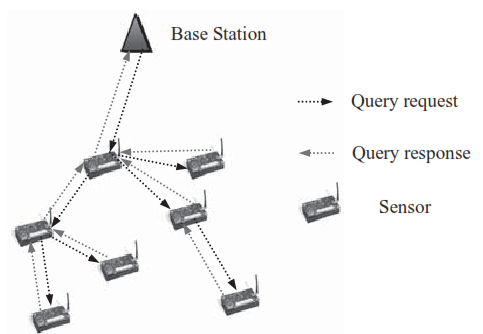 Base Station
Query request
Query response
Sensor